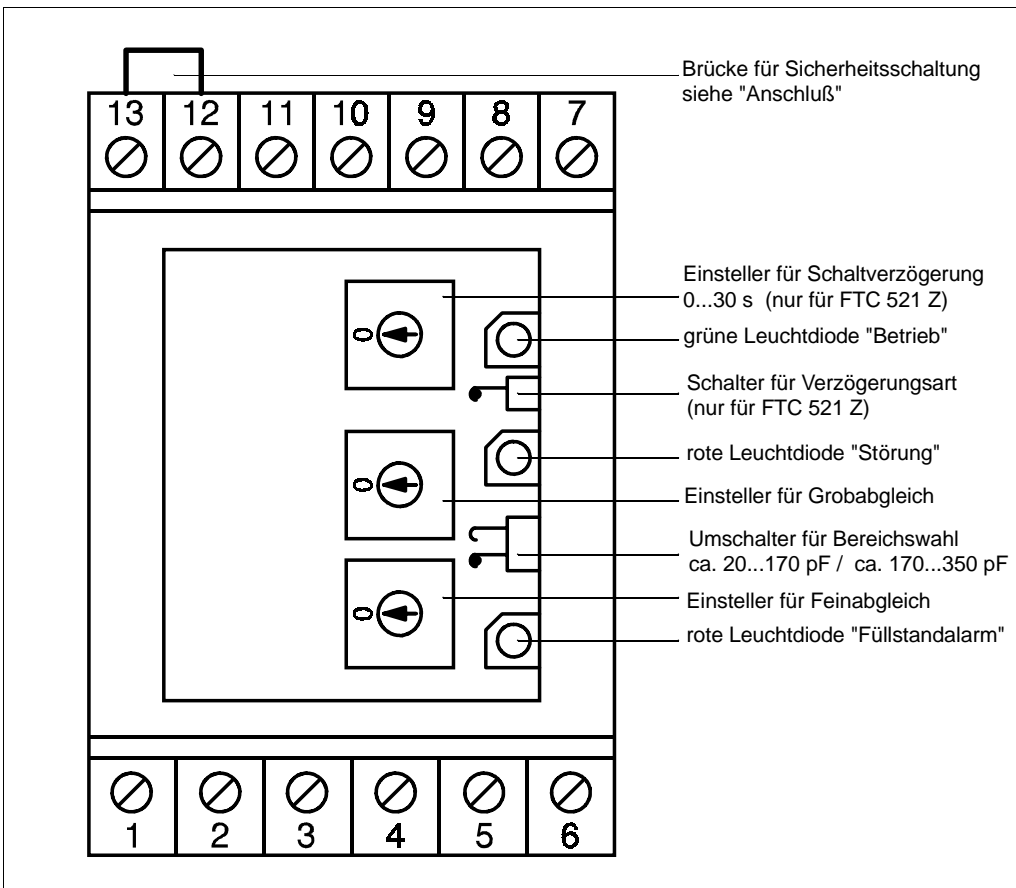 Brücke für Sicherheitsschaltung
siehe "Anschluß"
13 12 11 10 9 8 7
Einsteller für Schaltverzögerung
0...30 s (nur für FTC 521 Z)
0
grüne Leuchtdiode "Betrieb"
Schalter für Verzögerungsart
(nur für FTC 521 Z)
rote Leuchtdiode "Störung"
0
Einsteller für Grobabgleich
Umschalter für Bereichswahl
ca. 20...170 pF / ca. 170...350 pF
Einsteller für Feinabgleich
0
rote Leuchtdiode "Füllstandalarm"
1 2 3 4 5 6